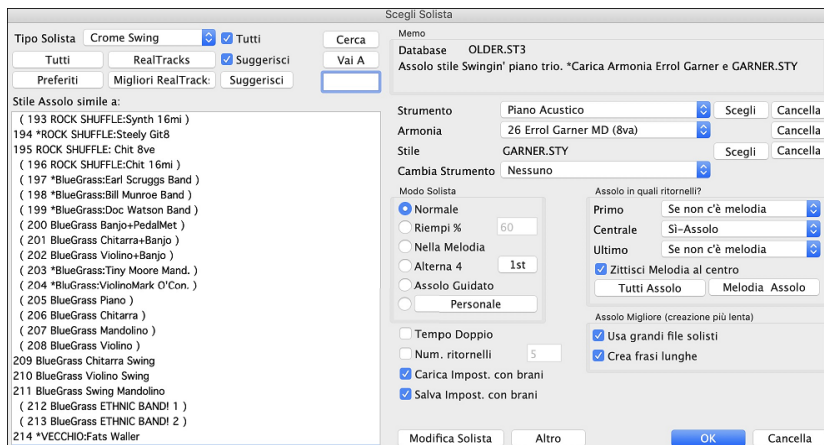 Scegli Solista
Tipo Solista Crome Swing Tutti Cerca
Tutti RealTracks Suggerisci Vai A
Preferiti Migliori RealTrack: Suggerisci
Stile Assolo simile a:
( 193 ROCK SHUFFLE:Synth 16mi )
194 *ROCK SHUFFLE:Steely Git8
195 ROCK SHUFFLE: Chit 8ve
( 196 ROCK SHUFFLE:Chit 16mi )
( 197 *BlueGrass:Earl Scruggs Band )
( 198 *BlueGrass:Bill Munroe Band )
( 199 *BlueGrass:Doc Watson Band )
( 200 BlueGrass Banjo+PedalMet )
( 201 BlueGrass Chitarra+Banjo )
( 202 BlueGrass Violino+Banjo )
( 203 *BluGrass:Tiny Moore Mand. )
( 204 *BluGrass:ViolinoMark O'Con. )
( 205 BlueGrass Piano )
( 206 BlueGrass Chitarra )
( 207 BlueGrass Mandolino )
( 208 BlueGrass Violino )
209 BlueGrass Chitarra Swing
210 BlueGrass Violino Swing
211 BlueGrass Swing Mandolino
( 212 BlueGrass ETHNIC BAND! 1 )
( 213 BlueGrass ETHNIC BAND! 2 )
214 *VECCHIO:Fats Waller
Memo
Database OLDER.ST3
Assolo stile Swingin' piano trio. *Carica Armonia Errol Garner e GARNER.STY
Strumento Piano Acustico Scegli Cancella
Armonia 26 Errol Garner MD (8va) Cancella
Stile GARNER.STY Scegli Cancella
Cambia Strumento Nessuno
Modo Solista
Normale
Riempi % 60
Nella Melodia
Alterna 4 1st
Assolo Guidato
Personale
Tempo Doppio
Num. ritornelli 5
Carica Impost. con brani
Salva Impost. con brani
Assolo in quali ritornelli?
Primo Se non c'è melodia
Centrale Sì-Assolo
Ultimo Se non c'è melodia
Zittisci Melodia al centro
Tutti Assolo Melodia Assolo
Assolo Migliore (creazione più lenta)
Usa grandi file solisti
Crea frasi lunghe
Modifica Solista Altro OK Cancella